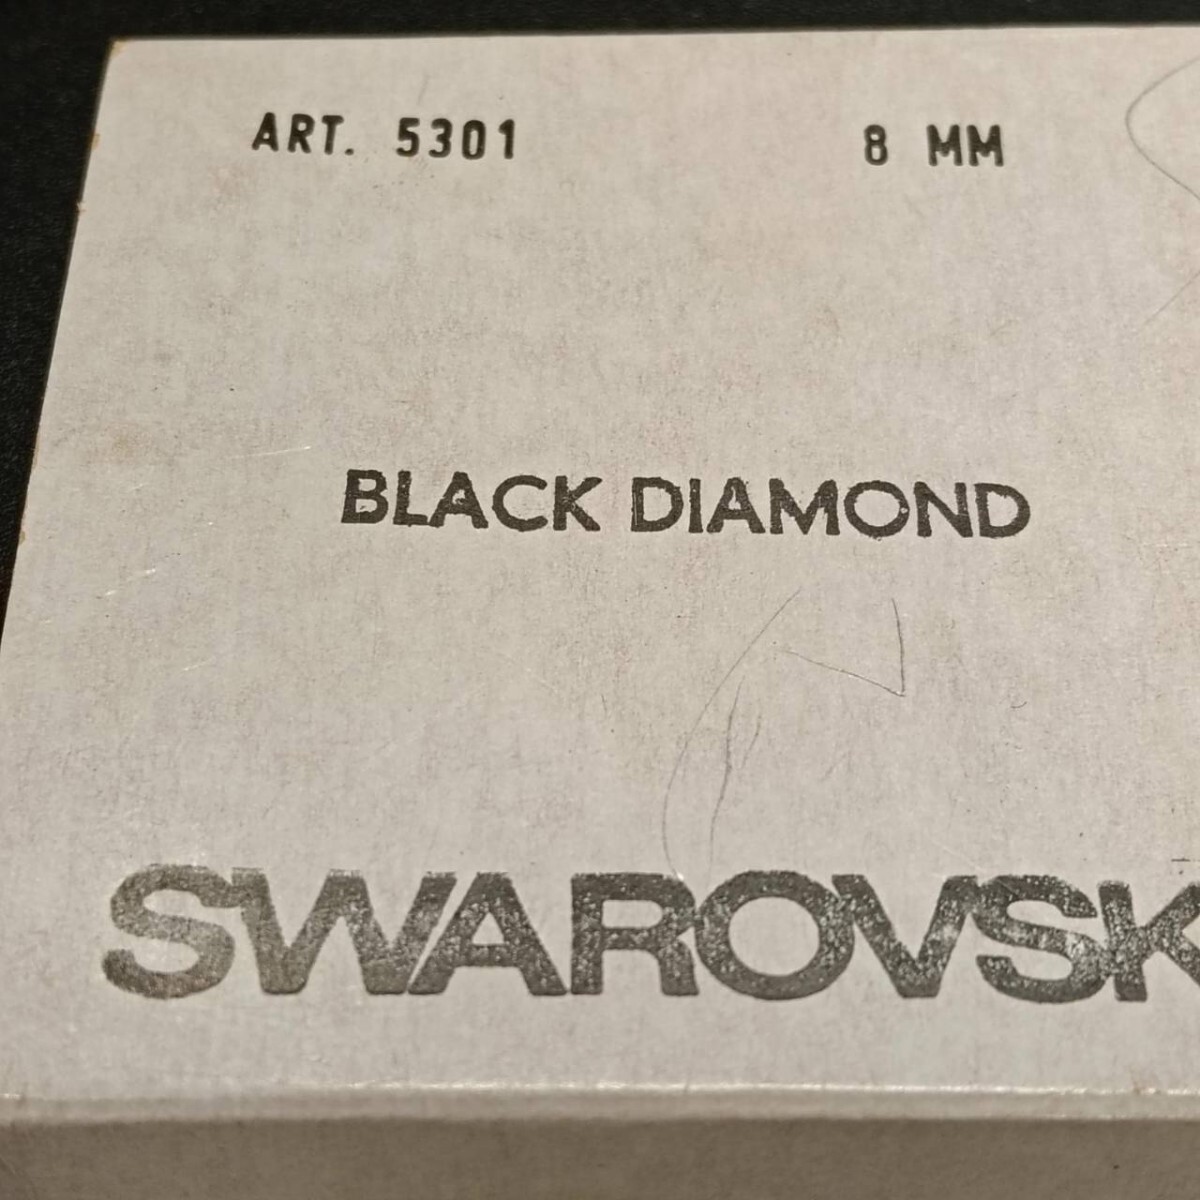 ART. 5301 8 MM
BLACK DIAMOND
SWAROVSK